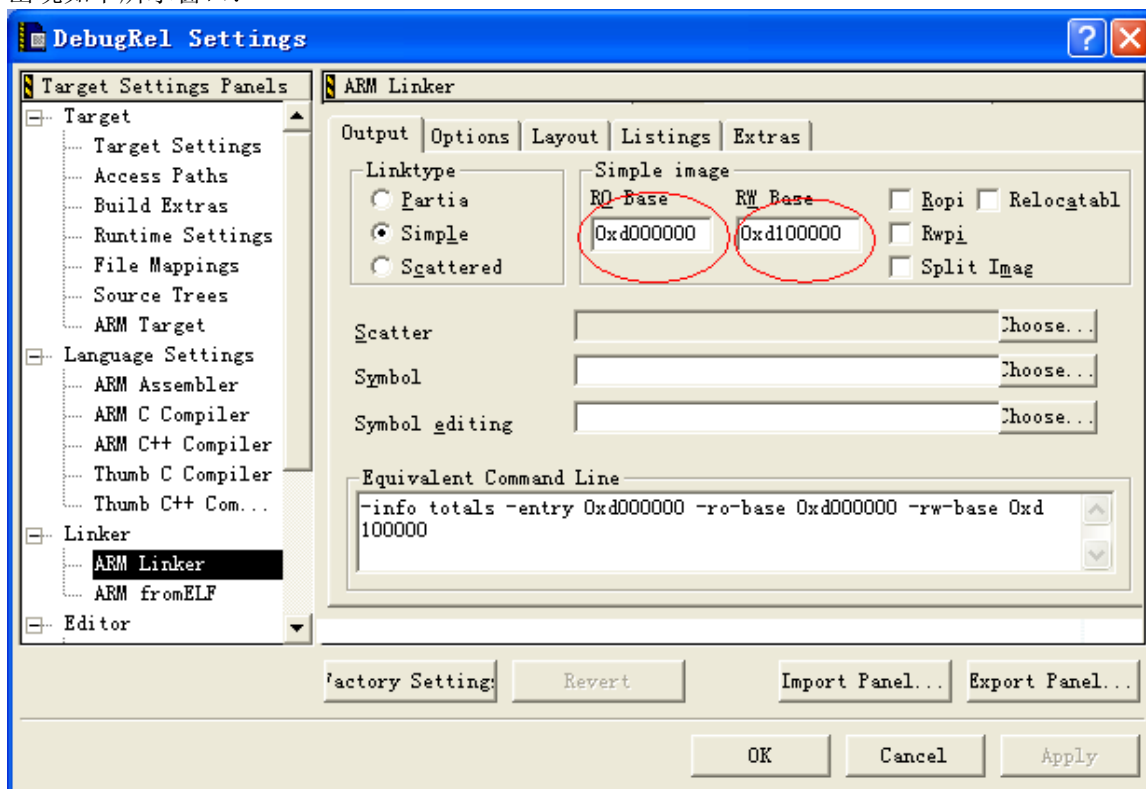 DebugRel Settings
Target Settings Panels
Target
Target Settings
Access Paths
Build Extras
Runtime Settings
File Mappings
Source Trees
ARM Target
Language Settings
ARM Assembler
ARM C Compiler
ARM C++ Compiler
Thumb C Compiler
Thumb C++ Com...
Linker
ARM Linker
ARM fromELF
Editor
ARM Linker
Output Options Layout Listings Extras
Linktype
Partia
Simple
Scattered
Simple image
RO Base RW Base
0xd000000 0xd100000
Ropi Relocatabl
Rwpi
Split Imag
Scatter Choose...
Symbol Choose...
Symbol editing Choose...
Equivalent Command Line
-info totals -entry 0xd000000 -ro-base 0xd000000 -rw-base 0xd
100000
actory Setting Revert Import Panel... Export Panel...
OK Cancel Apply